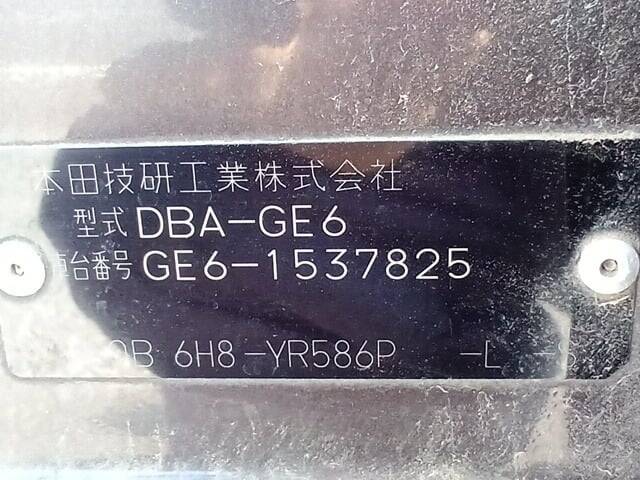 本田技研工業株式会社
型式 DBA-GE6
車台番号 GE6-1537825
0B 6H8-YR586P -L -S